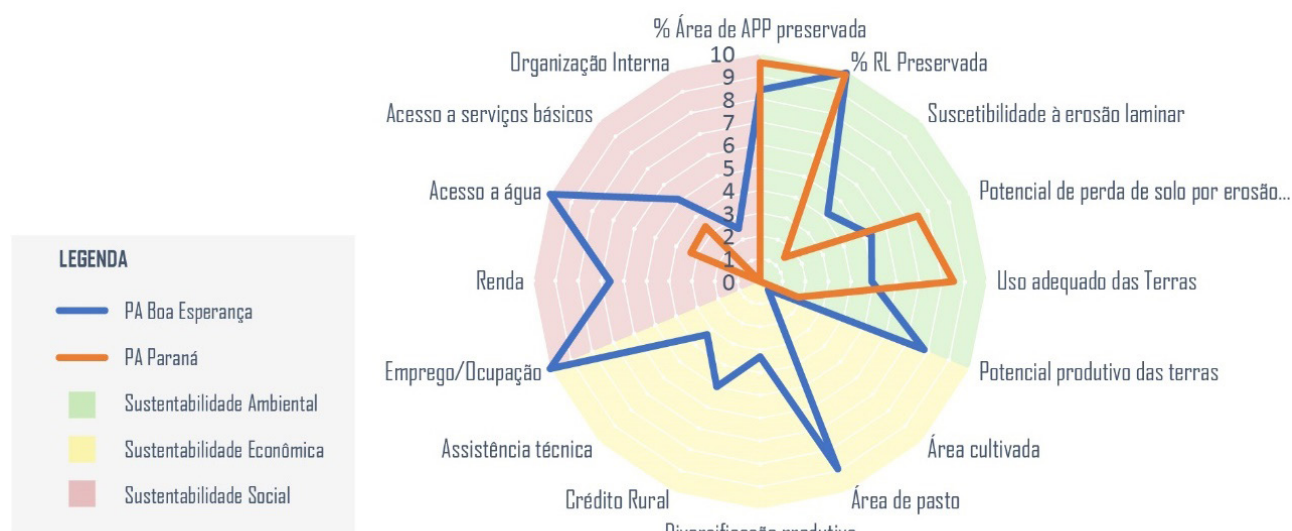 % Área de APP preservada
Organização Interna
% RL Preservada
Acesso a serviços básicos
Suscetibilidade à erosão laminar
Acesso a água
Potencial de perda de solo por erosão...
Renda
Uso adequado das Terras
Emprego/Ocupação
Potencial produtivo das terras
Assistência técnica
Área cultivada
Crédito Rural
Área de pasto
Diversificação produtiva
10
9
8
7
6
5
4
3
2
1
0
LEGENDA
PA Boa Esperança
PA Paraná
Sustentabilidade Ambiental
Sustentabilidade Econômica
Sustentabilidade Social